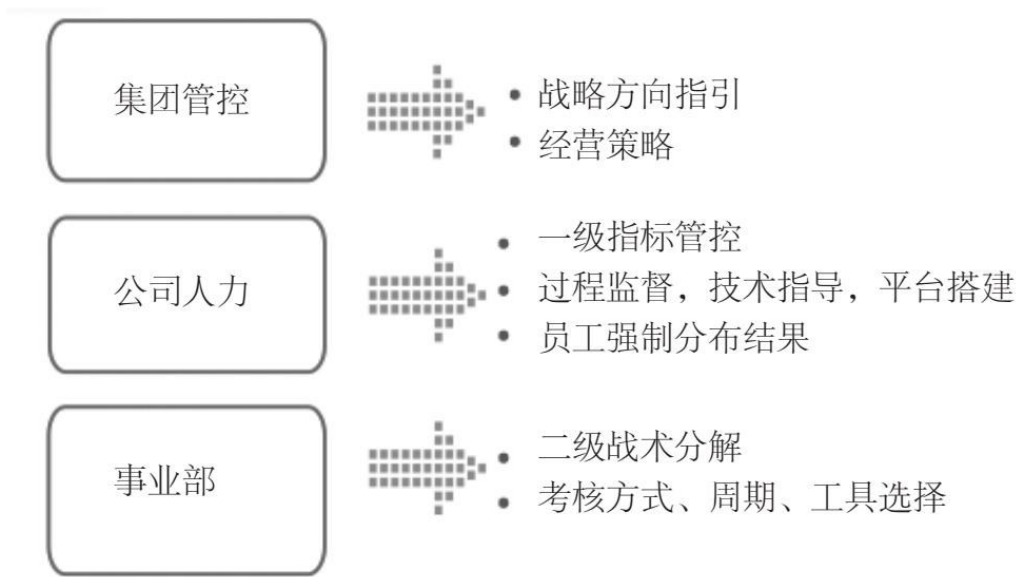 集团管控
• 战略方向指引
• 经营策略
公司人力
• 一级指标管控
• 过程监督，技术指导，平台搭建
• 员工强制分布结果
事业部
• 二级战术分解
• 考核方式、周期、工具选择